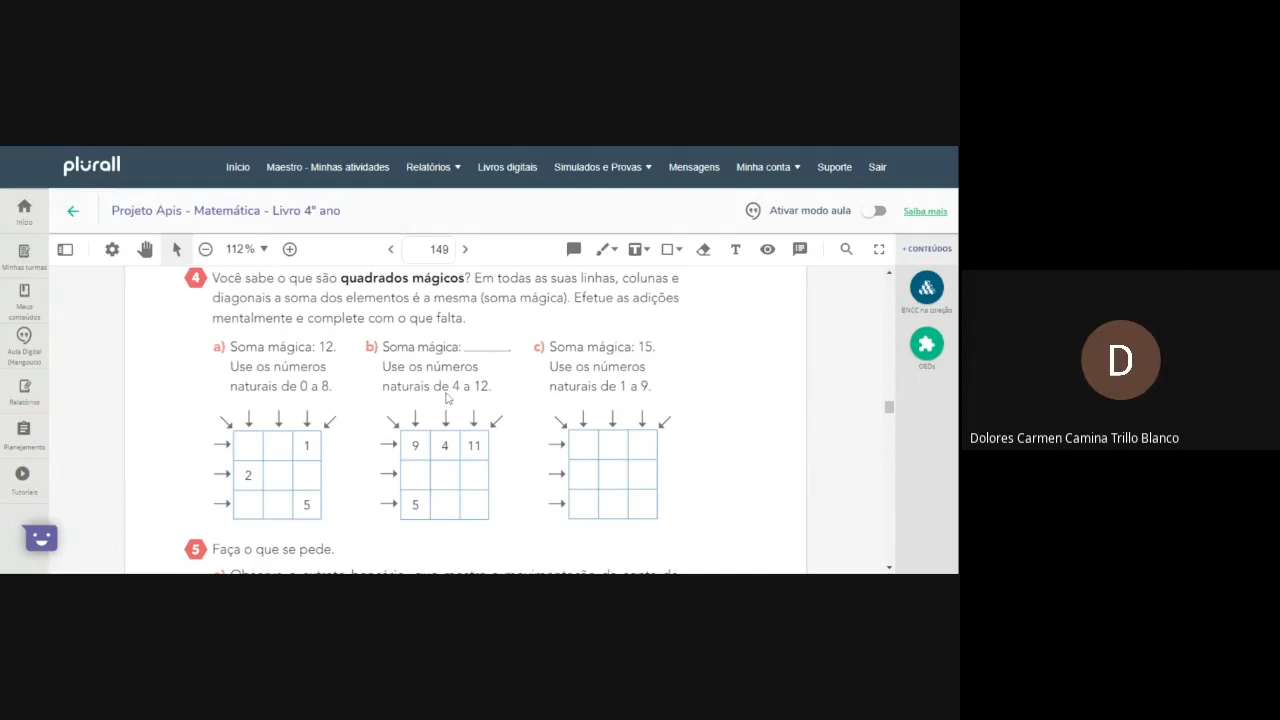 plurall
Início Maestro - Minhas atividades Relatórios Livros digitais Simulados e Provas Mensagens Minha conta Suporte Sair
Projeto Ápis - Matemática - Livro 4º ano
Ativar modo aula Saiba mais
112% 149 T
+ CONTEÚDOS
Início
Minhas turmas
Meus conteúdos
Aula Digital (Hangouts)
Relatórios
Planejamento
Tutoriais
4 Você sabe o que são quadrados mágicos? Em todas as suas linhas, colunas e
diagonais a soma dos elementos é a mesma (soma mágica). Efetue as adições
mentalmente e complete com o que falta.
a) Soma mágica: 12.
Use os números
naturais de 0 a 8.
1
2
5
b) Soma mágica: ______.
Use os números
naturais de 4 a 12.
9 4 11
5
c) Soma mágica: 15.
Use os números
naturais de 1 a 9.
5 Faça o que se pede.
BNCC na coleção
OEDs
D
Dolores Carmen Camina Trillo Blanco